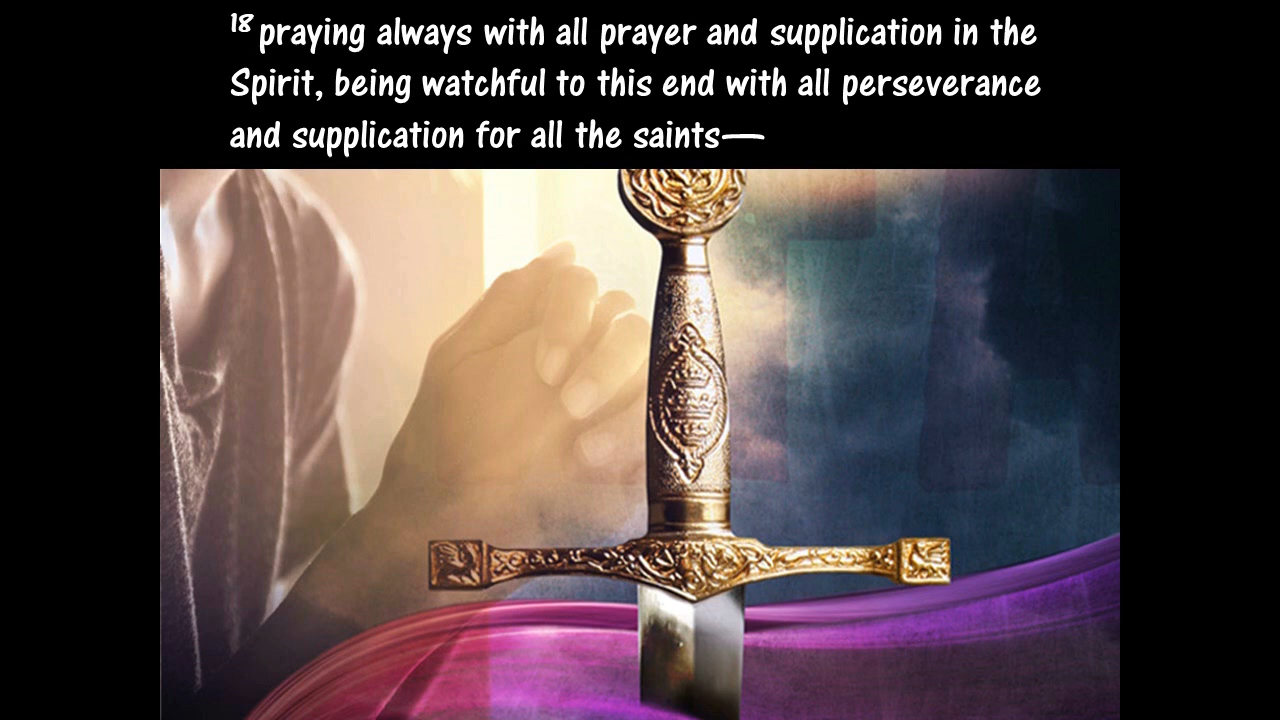 18 praying always with all prayer and supplication in the
Spirit, being watchful to this end with all perseverance
and supplication for all the saints—